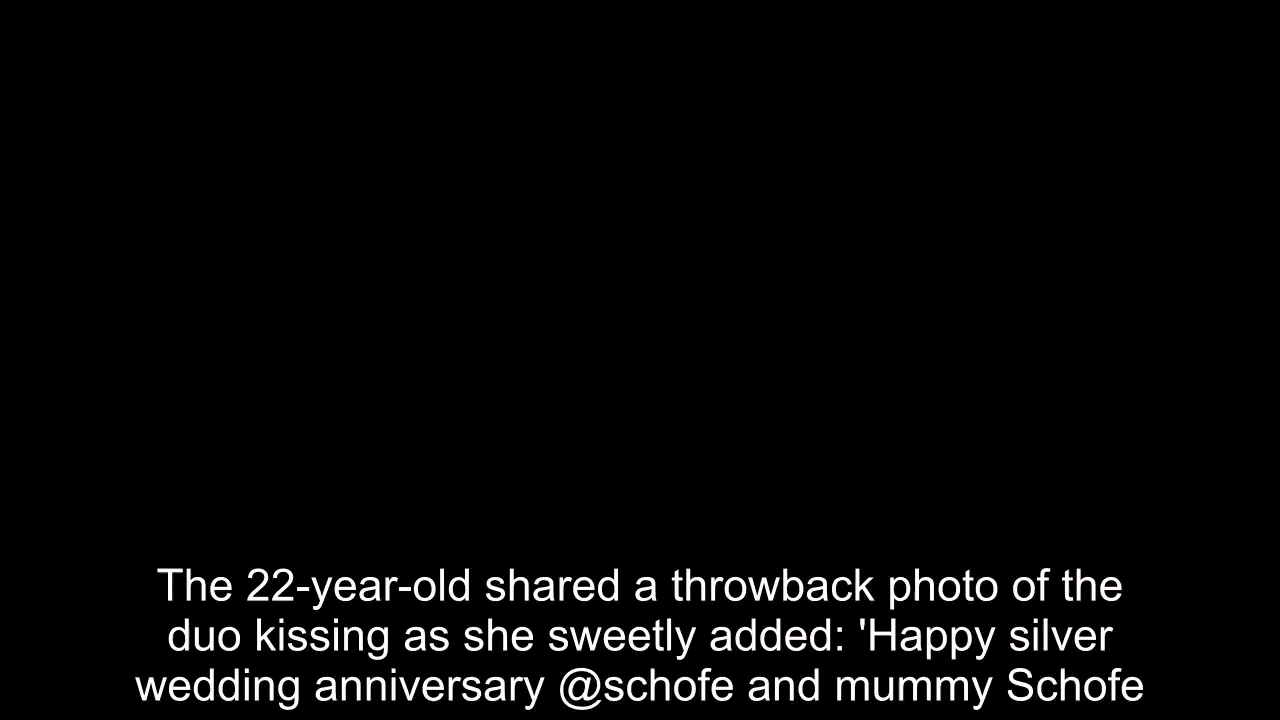 The 22-year-old shared a throwback photo of the
duo kissing as she sweetly added: 'Happy silver
wedding anniversary @schofe and mummy Schofe